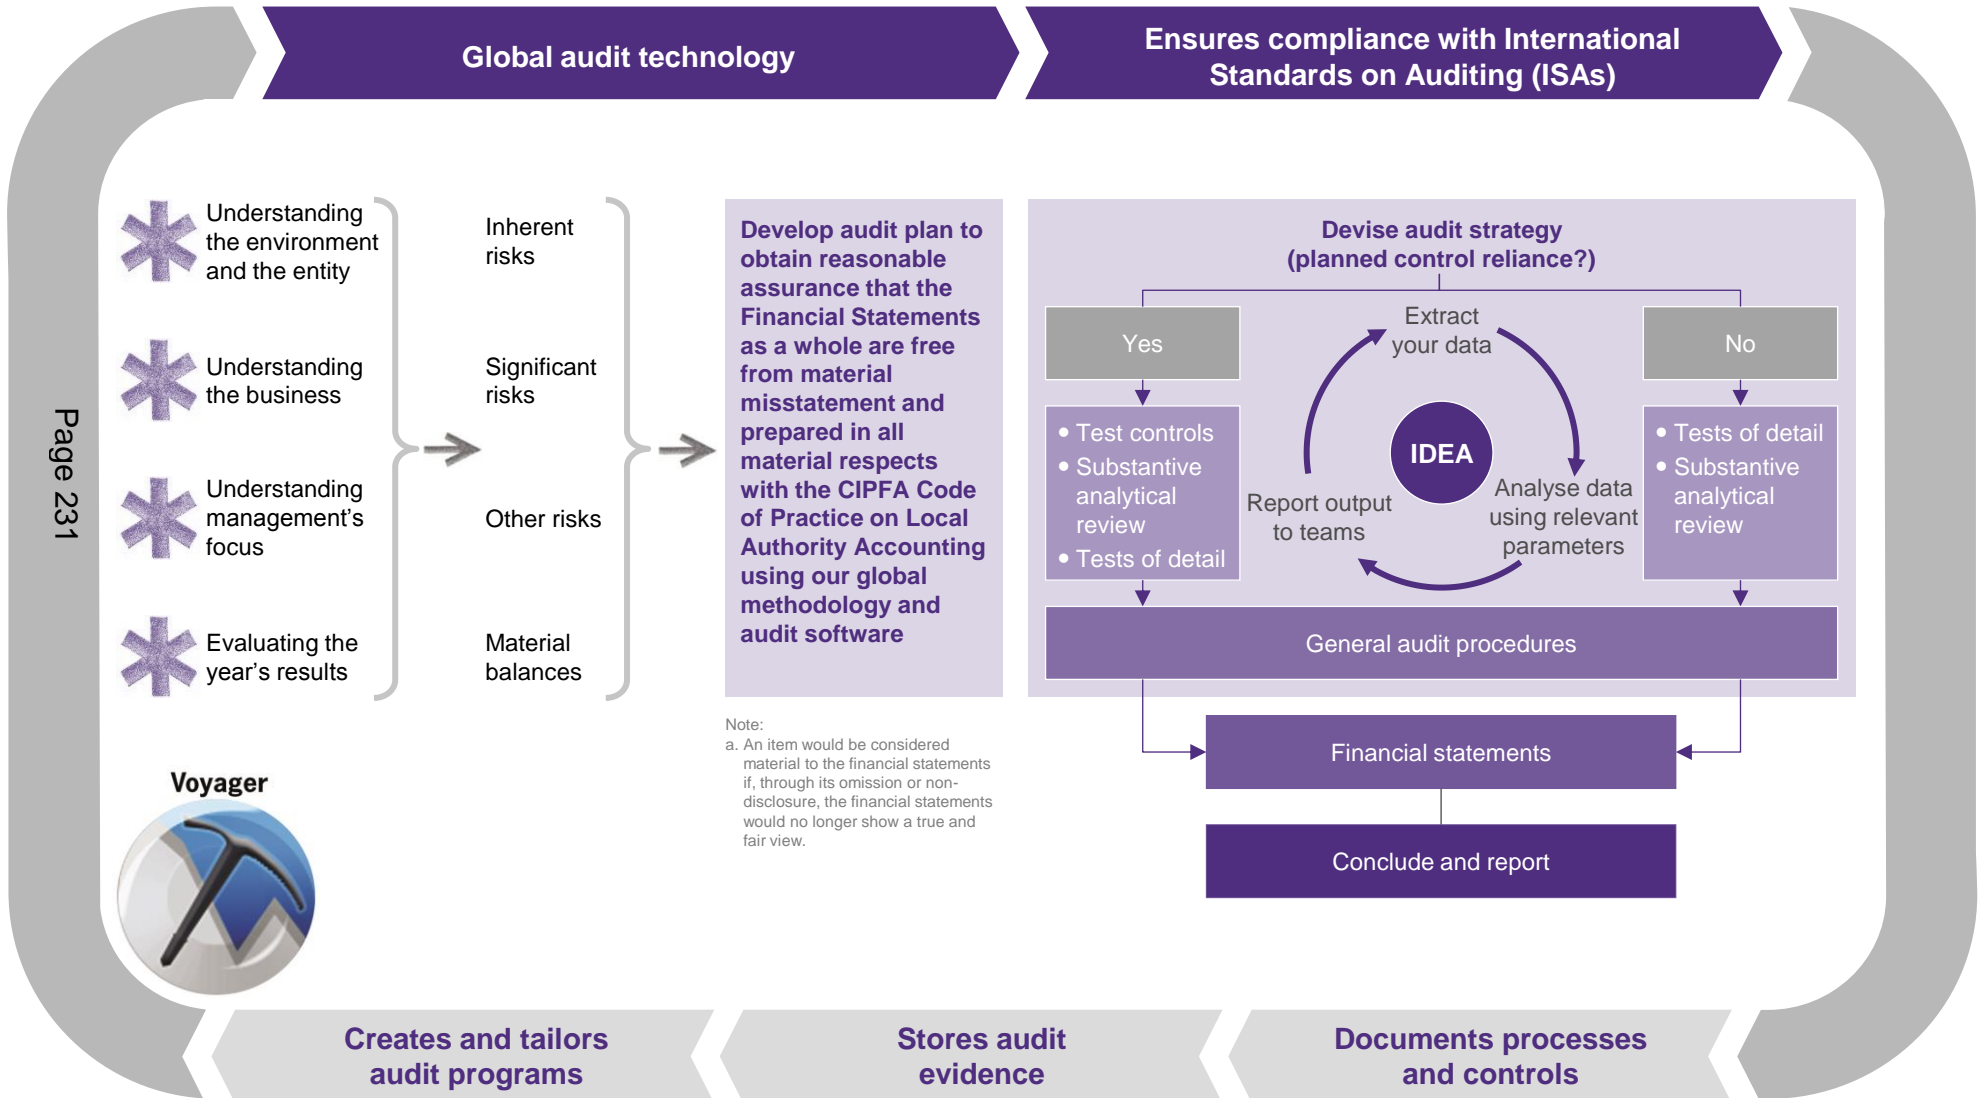 Global audit technology
Ensures compliance with International
Standards on Auditing (ISAs)
Page 231
Understanding
the environment
and the entity
Understanding
the business
Understanding
management’s
focus
Evaluating the
year’s results
Inherent
risks
Significant
risks
Other risks
Material
balances
Develop audit plan to
obtain reasonable
assurance that the
Financial Statements
as a whole are free
from material
misstatement and
prepared in all
material respects
with the CIPFA Code
of Practice on Local
Authority Accounting
using our global
methodology and
audit software
Note:
a. An item would be considered
material to the financial statements
if, through its omission or non-
disclosure, the financial statements
would no longer show a true and
fair view.
Devise audit strategy
(planned control reliance?)
Yes
• Test controls
• Substantive
analytical
review
• Tests of detail
Extract
your data
IDEA
Analyse data
using relevant
parameters
Report output
to teams
No
• Tests of detail
• Substantive
analytical
review
General audit procedures
Financial statements
Conclude and report
Voyager
Creates and tailors
audit programs
Stores audit
evidence
Documents processes
and controls